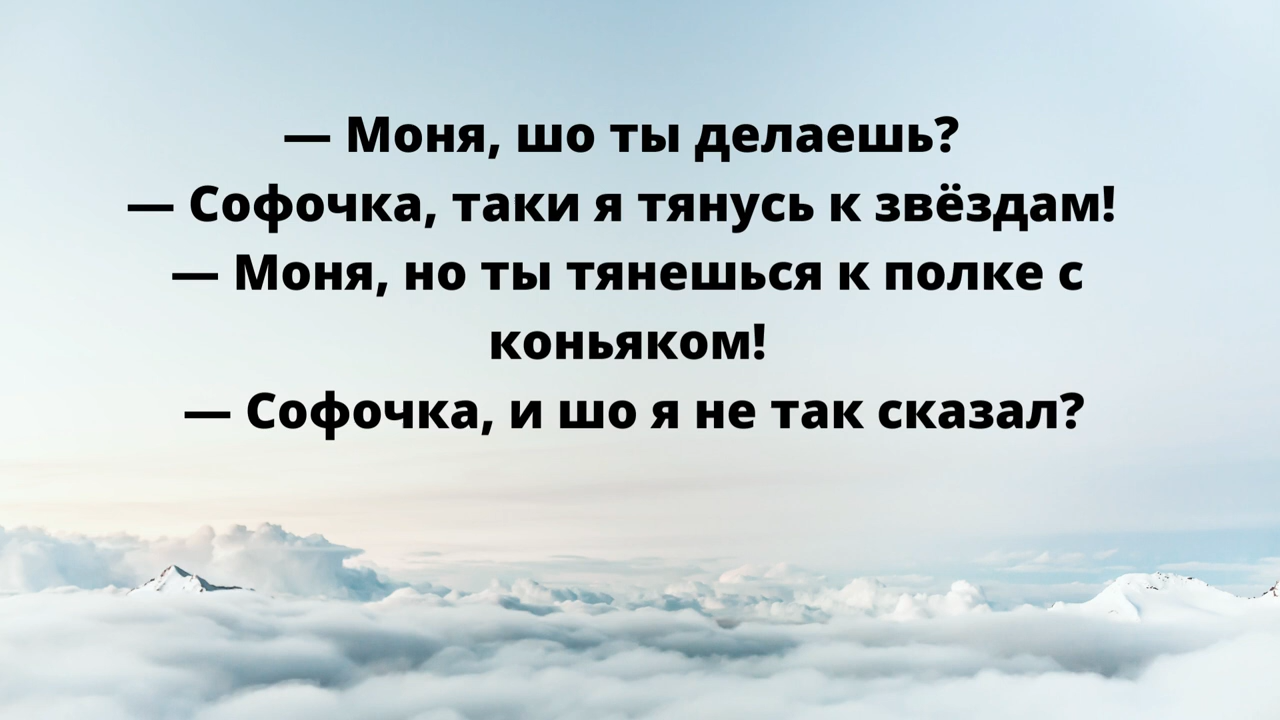 — Моня, шо ты делаешь?
— Софочка, таки я тянусь к звёздам!
— Моня, но ты тянешься к полке с
коньяком!
— Софочка, и шо я не так сказал?